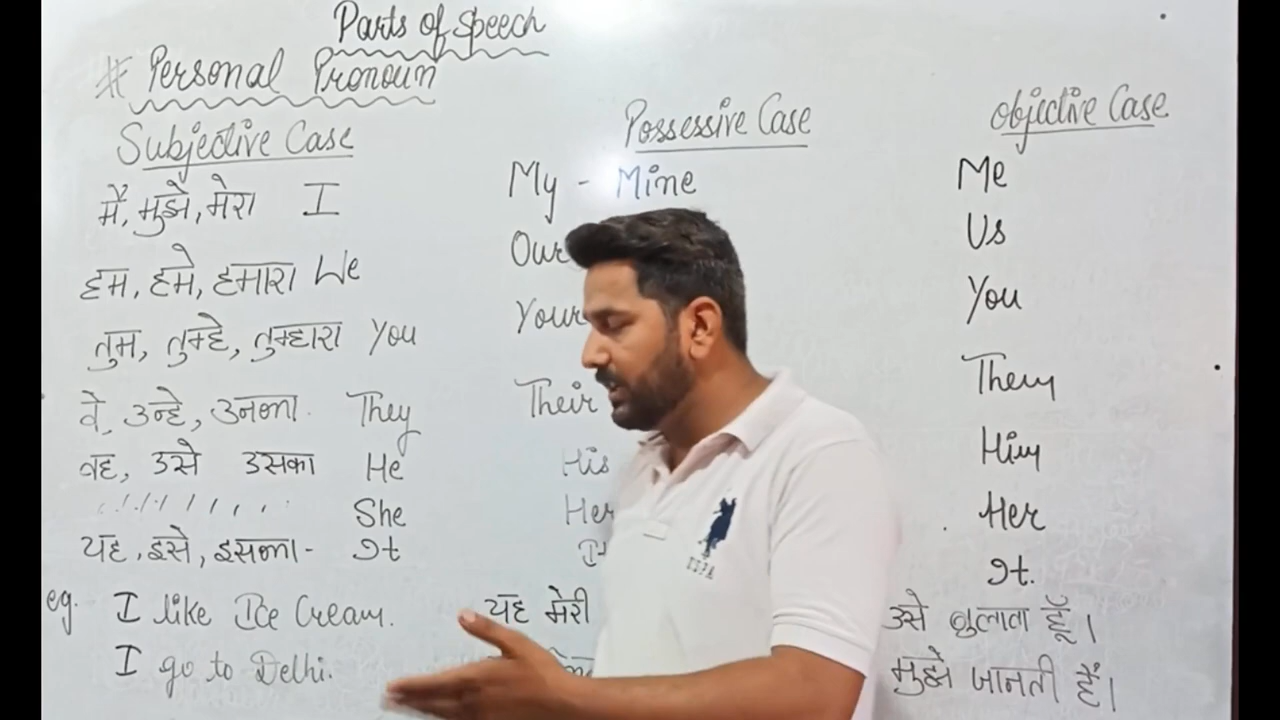 Parts of Speech
# Personal Pronoun
Subjective Case Possessive Case Objective Case
मैं, मुझे, मेरा I My - Mine Me
हम, हमे, हमारा We Our Us
तुम, तुम्हे, तुम्हारा You Your You
वे, उन्हे, उनका They Their Them
वह, उसे उसका He His Him
She Her Her
यह, इसे, इसका - It It.
eg. I like Ice Cream. यह मेरी उसे बुलाता हूँ।
I go to Delhi. मुझे जानती हैं।
USPA